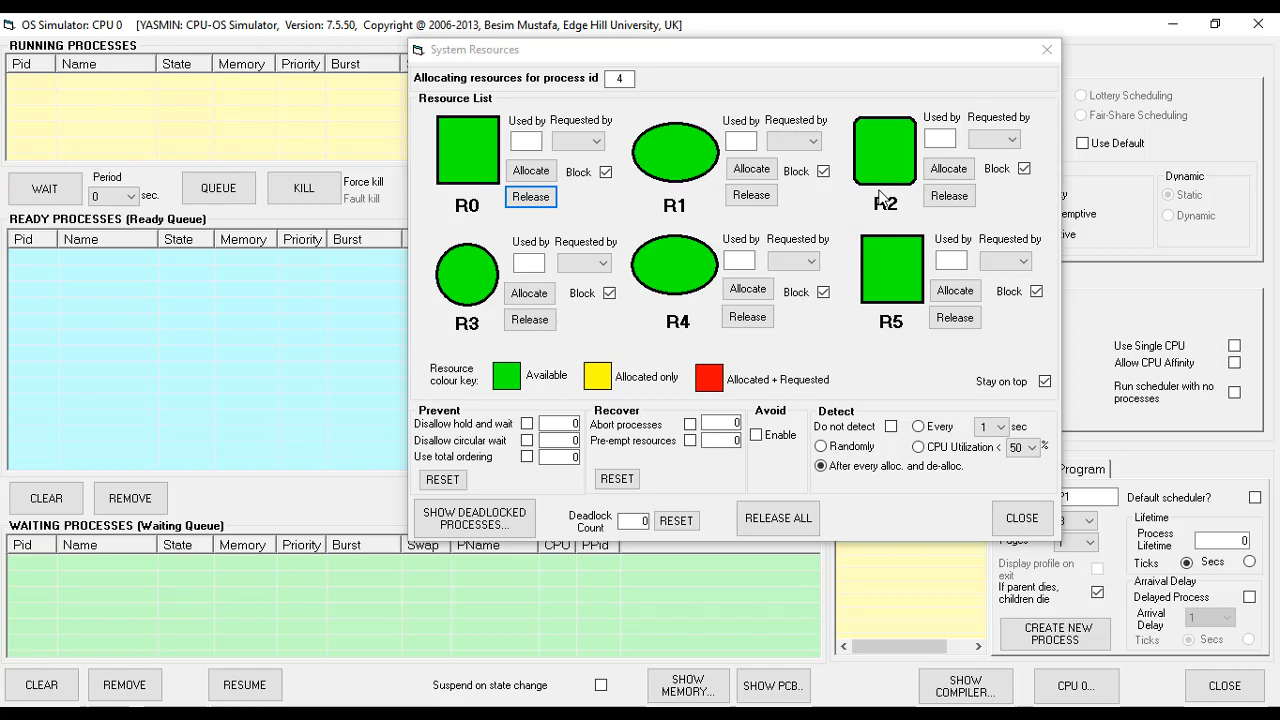 OS Simulator: CPU 0 [YASMIN: CPU-OS Simulator, Version: 7.5.50, Copyright @ 2006-2013, Besim Mustafa, Edge Hill University, UK]
RUNNING PROCESSES
Pid Name State Memory Priority Burst
WAIT
Period
0 sec.
QUEUE
KILL
Force kill
Fault kill
READY PROCESSES (Ready Queue)
Pid Name State Memory Priority Burst
CLEAR REMOVE
WAITING PROCESSES (Waiting Queue)
Pid Name State Memory Priority Burst Swap PName CPU PPid
CLEAR REMOVE RESUME
Suspend on state change
SHOW MEMORY...
SHOW PCB..
SHOW COMPILER...
CPU 0...
CLOSE
System Resources
Allocating resources for process id 4
Resource List
Used by Requested by
Allocate Block
Release
R0
Used by Requested by
Allocate Block
Release
R1
Used by Requested by
Allocate Block
Release
R2
Used by Requested by
Allocate Block
Release
R3
Used by Requested by
Allocate Block
Release
R4
Used by Requested by
Allocate Block
Release
R5
Resource colour key: Available Allocated only Allocated + Requested
Stay on top
Prevent
Disallow hold and wait 0
Disallow circular wait 0
Use total ordering 0
RESET
Recover
Abort processes 0
Pre-empt resources 0
RESET
Avoid
Enable
Detect
Do not detect Every 1 sec
Randomly CPU Utilization < 50 %
After every alloc. and de-alloc.
SHOW DEADLOCKED PROCESSES...
Deadlock Count 0 RESET
RELEASE ALL
CLOSE
Lottery Scheduling
Fair-Share Scheduling
Use Default
Dynamic
Static
Dynamic
Use Single CPU
Allow CPU Affinity
Run scheduler with no processes
Program
Default scheduler?
Lifetime
Process Lifetime 0
Ticks Secs
Display profile on exit
If parent dies, children die
CREATE NEW PROCESS
Arraival Delay
Delayed Process
Arrival Delay 1
Ticks Secs